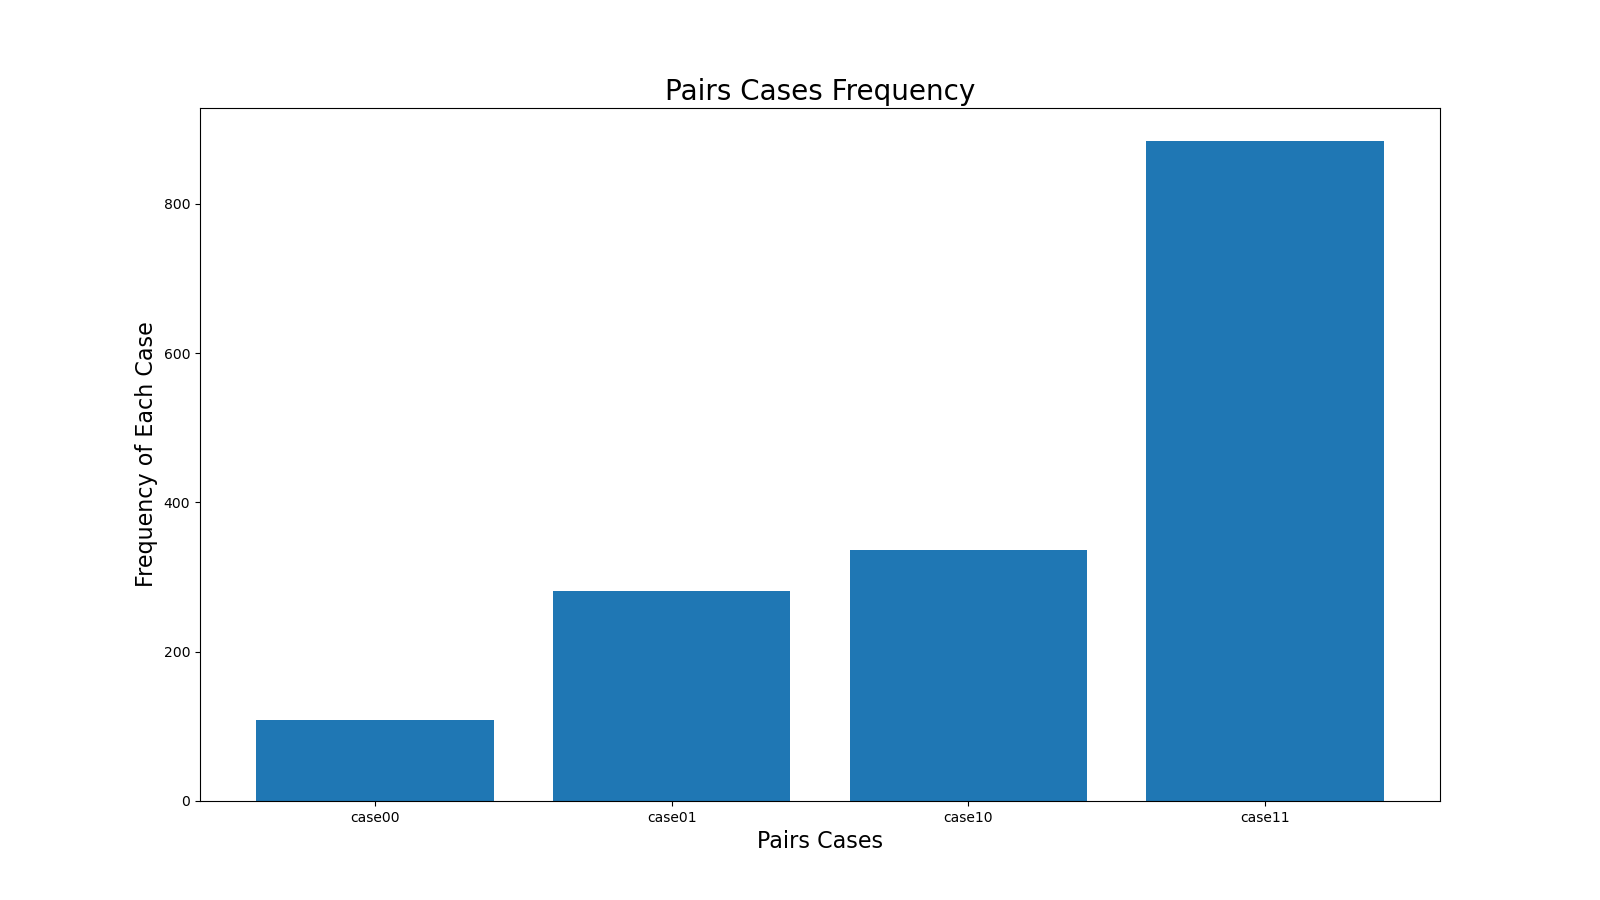 Pairs Cases Frequency
Frequency of Each Case
800
600
400
200
0
case00 case01 case10 case11
Pairs Cases